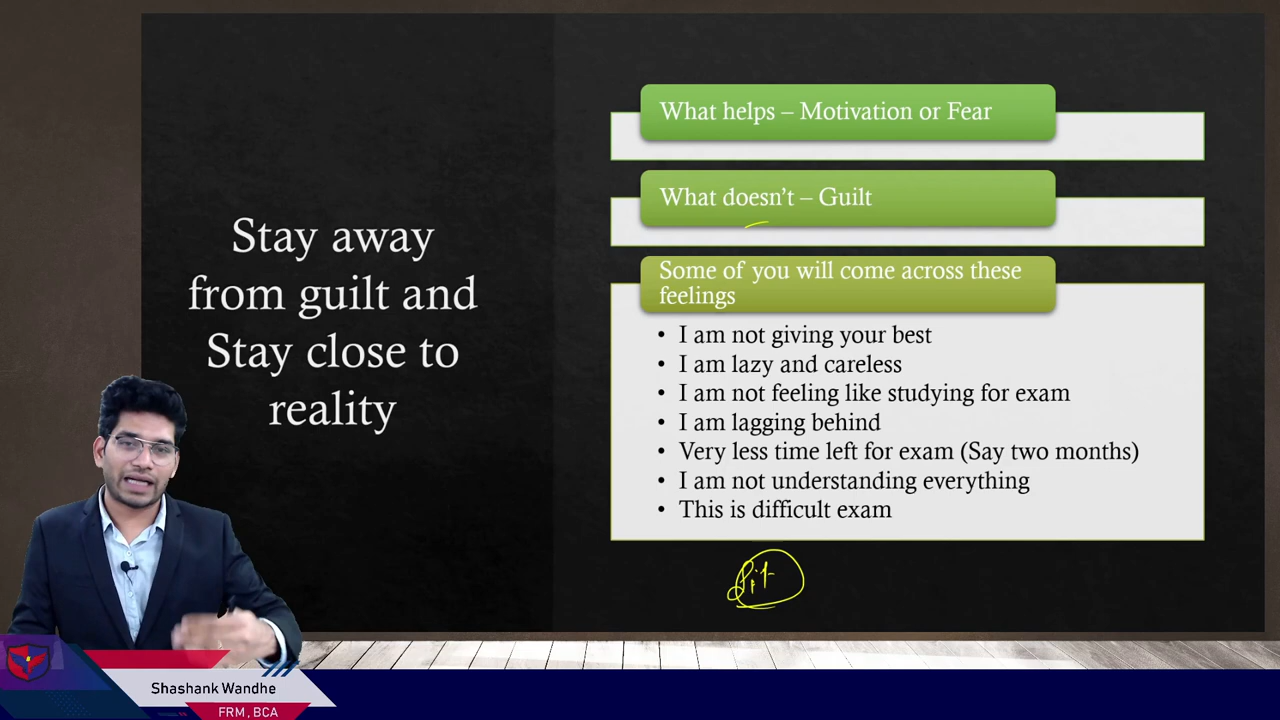 Stay away
from guilt and
Stay close to
reality
What helps – Motivation or Fear
What doesn't – Guilt
Some of you will come across these
feelings
• I am not giving your best
• I am lazy and careless
• I am not feeling like studying for exam
• I am lagging behind
• Very less time left for exam (Say two months)
• I am not understanding everything
• This is difficult exam
Shashank Wandhe
FRM, BCA